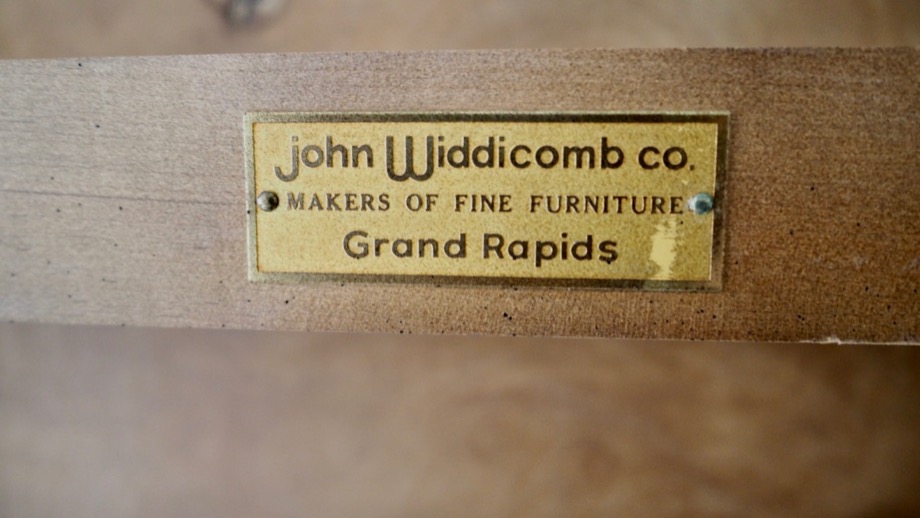 john Widdicomb co.
MAKERS OF FINE FURNITURE
Grand Rapids